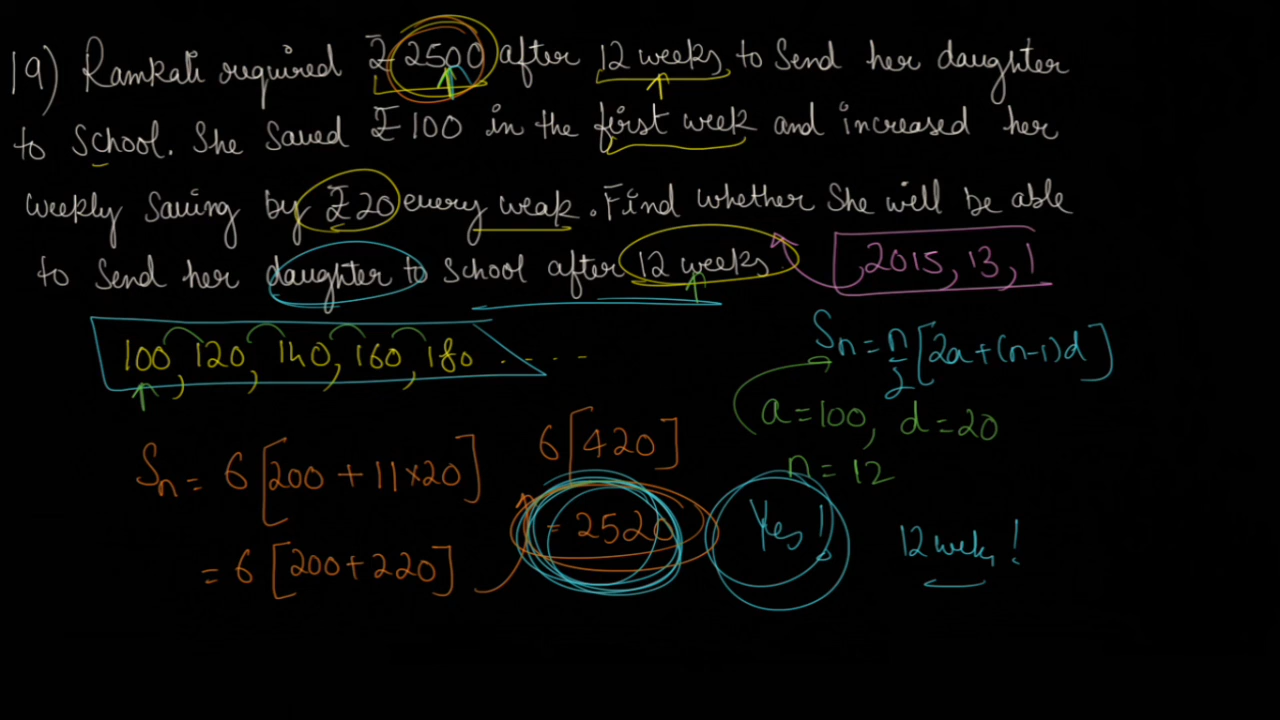 19) Ramkali required ₹ 2500 after 12 weeks to Send her daughter
to School. She Saved ₹ 100 in the first week and increased her
weekly Saving by ₹ 20 every weak. Find whether She will be able
to Send her daughter to School after 12 weeks
, 2015, 13, 1
100, 120, 140, 160, 180 .....
Sn = n/2 [2a+(n-1)d]
a = 100, d = 20
n = 12
Sn = 6 [200 + 11×20]
= 6 [200+220]
6 [420]
= 2520
Yes!
12 weeks!